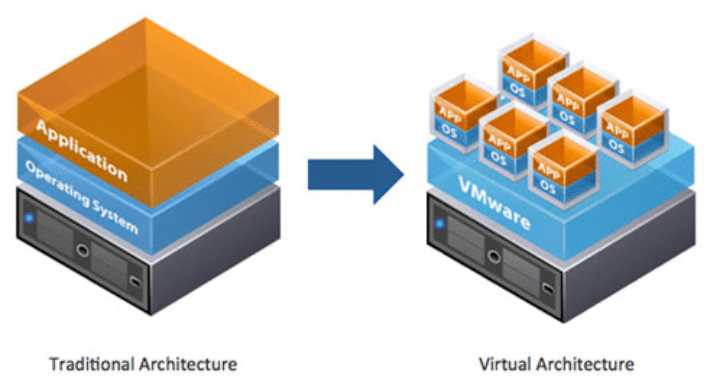 Application
Operating System
APP
OS
APP
OS
APP
OS
APP
OS
APP
OS
APP
OS
VMware
Traditional Architecture
Virtual Architecture